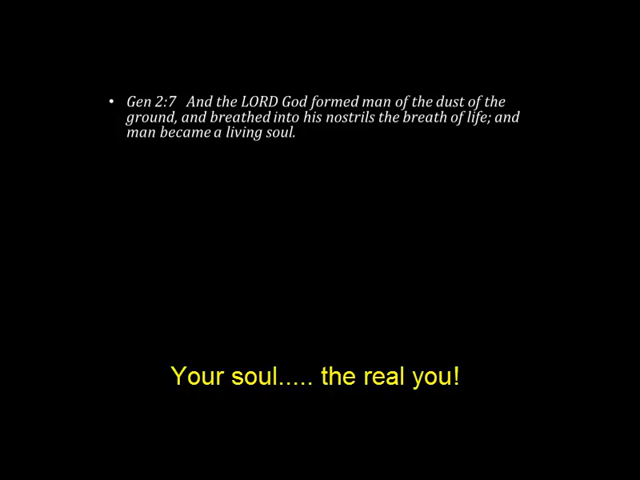 • Gen 2:7 And the LORD God formed man of the dust of the
ground, and breathed into his nostrils the breath of life; and
man became a living soul.
Your soul..... the real you!